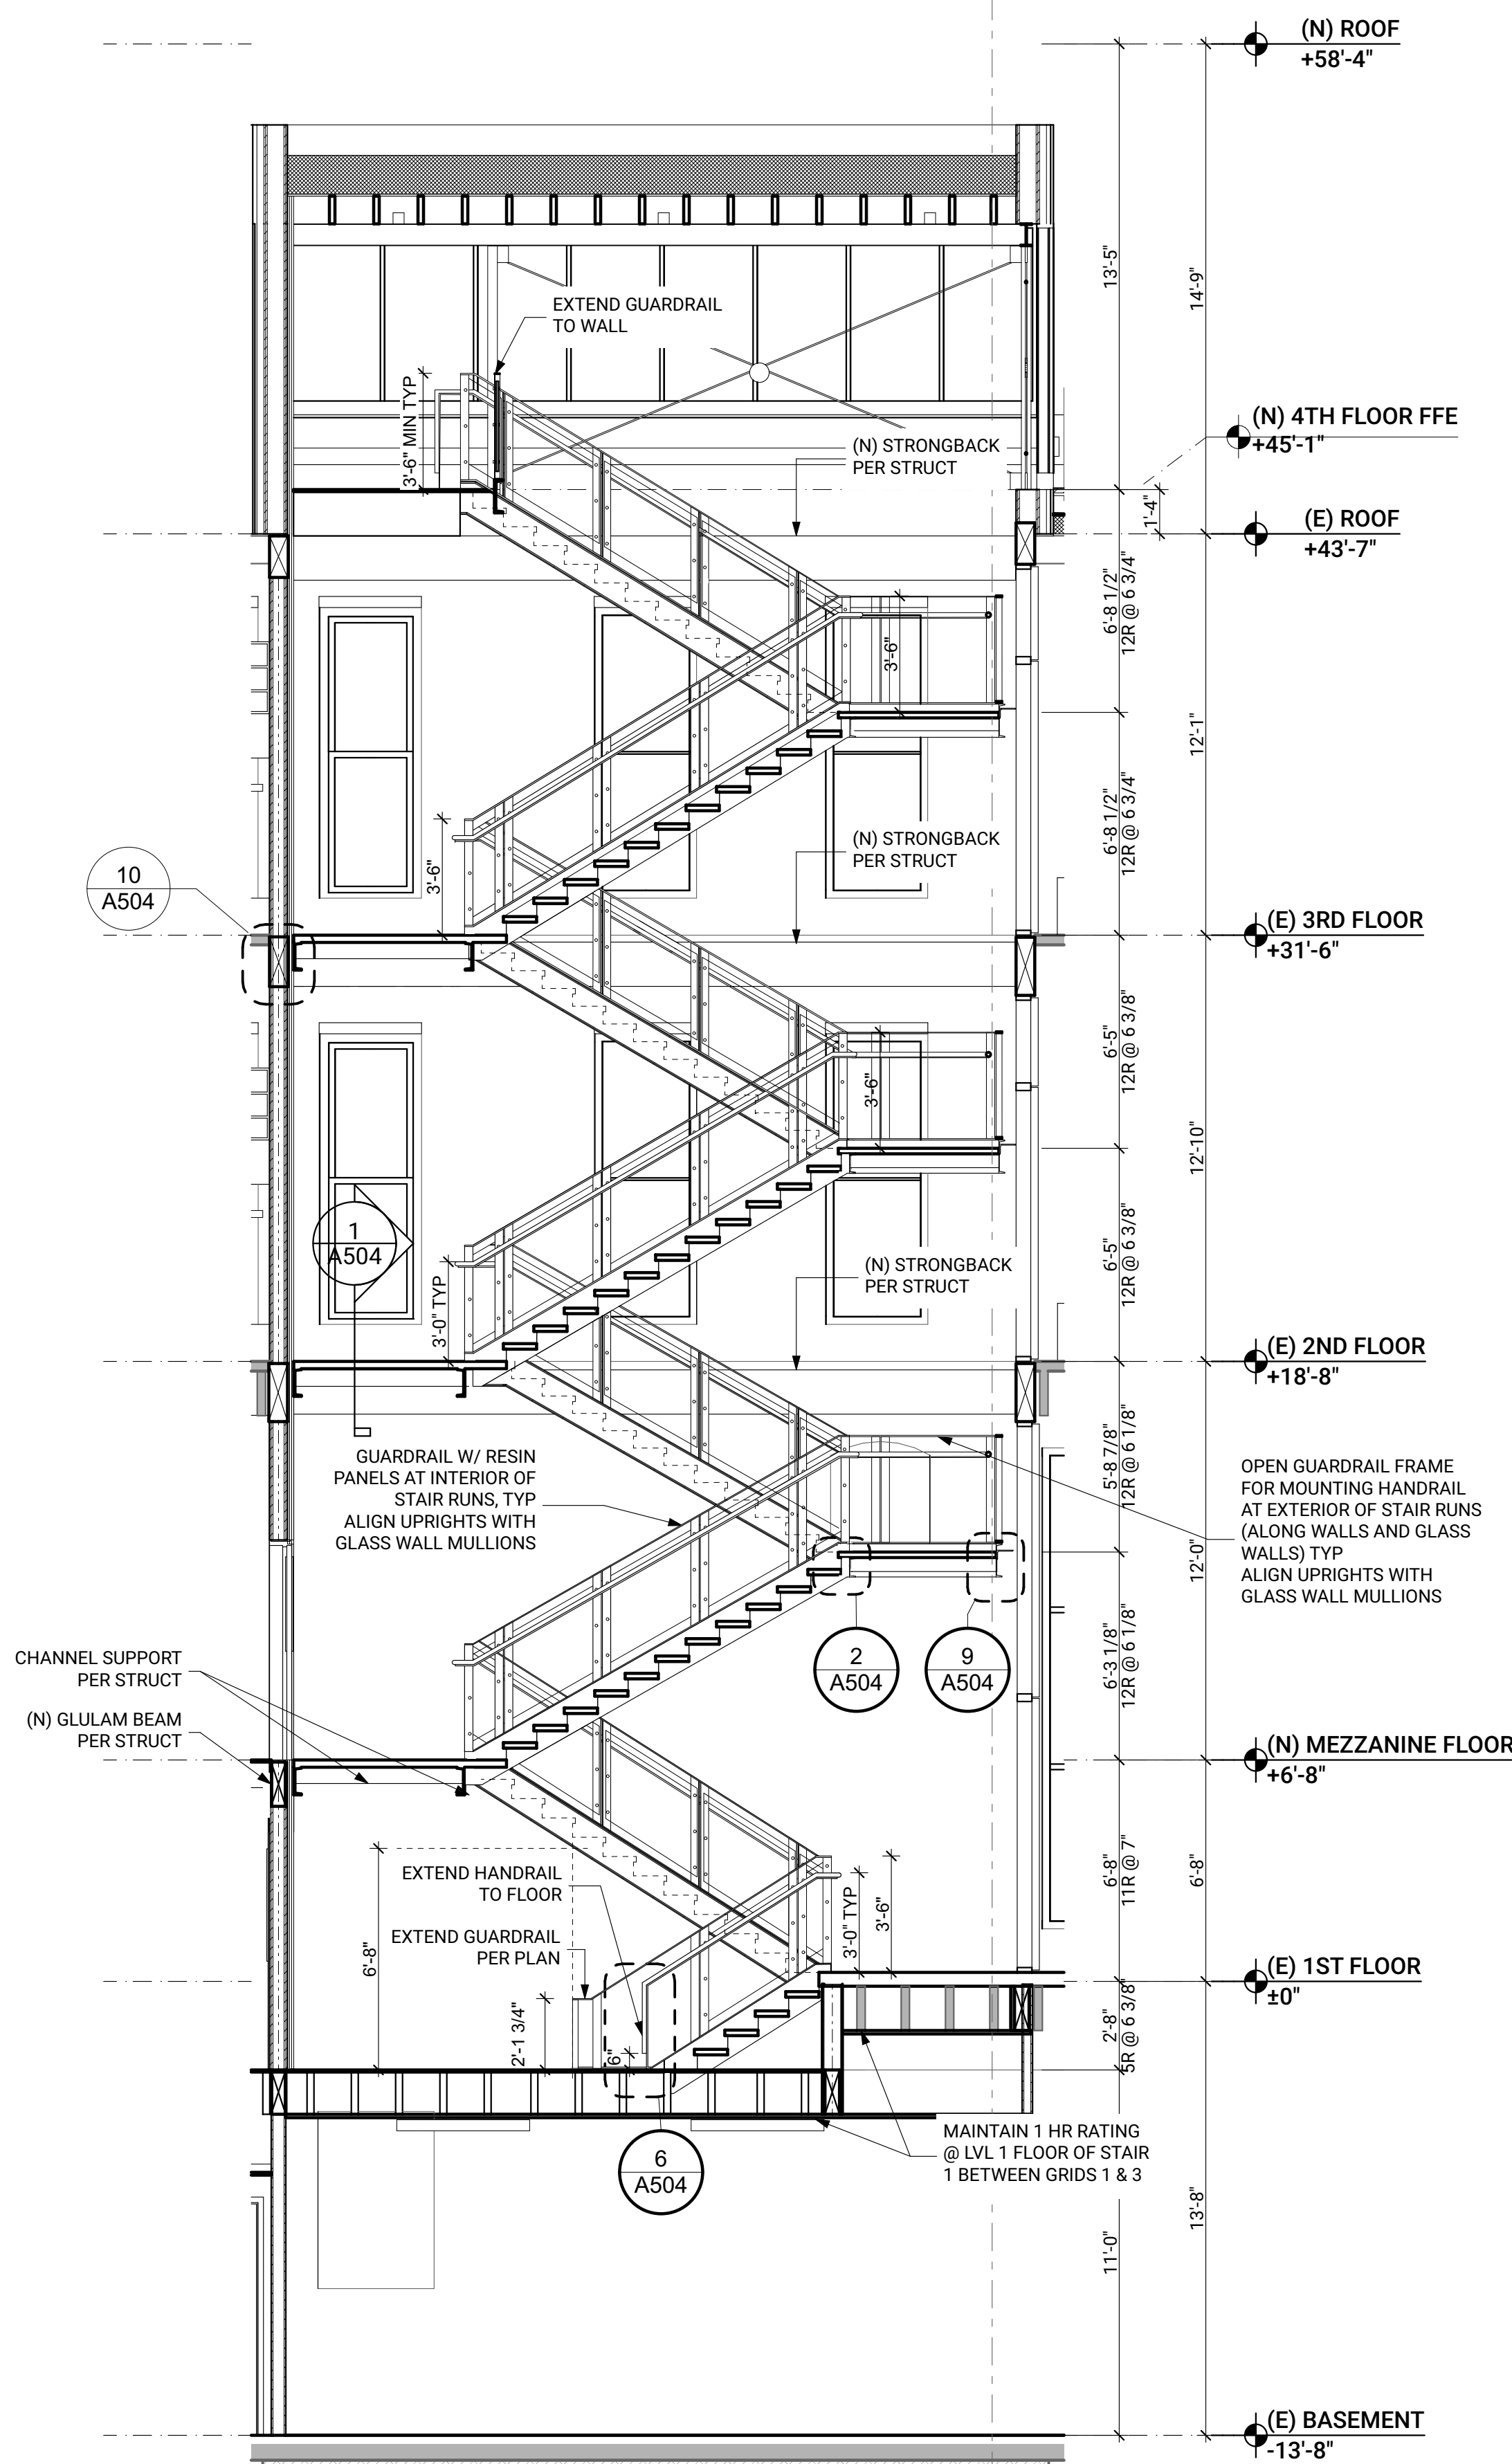 (N) ROOF
+58'-4"
13'-5"
14'-9"
EXTEND GUARDRAIL
TO WALL
3'-6" MIN TYP
(N) 4TH FLOOR FFE
+45'-1"
(N) STRONGBACK
PER STRUCT
1'-4"
(E) ROOF
+43'-7"
6'-8 1/2"
12R @ 6 3/4"
3'-6"
12'-1"
6'-8 1/2"
12R @ 6 3/4"
(N) STRONGBACK
PER STRUCT
3'-6"
10
A504
(E) 3RD FLOOR
+31'-6"
6'-5"
12R @ 6 3/8"
3'-6"
12'-10"
6'-5"
12R @ 6 3/8"
1
A504
(N) STRONGBACK
PER STRUCT
3'-0" TYP
(E) 2ND FLOOR
+18'-8"
5'-8 7/8"
12R @ 6 1/8"
GUARDRAIL W/ RESIN
PANELS AT INTERIOR OF
STAIR RUNS, TYP
ALIGN UPRIGHTS WITH
GLASS WALL MULLIONS
OPEN GUARDRAIL FRAME
FOR MOUNTING HANDRAIL
AT EXTERIOR OF STAIR RUNS
(ALONG WALLS AND GLASS
WALLS) TYP
ALIGN UPRIGHTS WITH
GLASS WALL MULLIONS
12'-0"
6'-3 1/8"
12R @ 6 1/8"
2
A504
9
A504
CHANNEL SUPPORT
PER STRUCT
(N) GLULAM BEAM
PER STRUCT
(N) MEZZANINE FLOOR
+6'-8"
6'-8"
11R @ 7"
6'-8"
EXTEND HANDRAIL
TO FLOOR
3'-0" TYP
3'-6"
EXTEND GUARDRAIL
PER PLAN
6'-8"
(E) 1ST FLOOR
±0"
2'-1 3/4"
6"
2'-8"
5R @ 6 3/8"
MAINTAIN 1 HR RATING
@ LVL 1 FLOOR OF STAIR
1 BETWEEN GRIDS 1 & 3
6
A504
13'-8"
11'-0"
(E) BASEMENT
-13'-8"